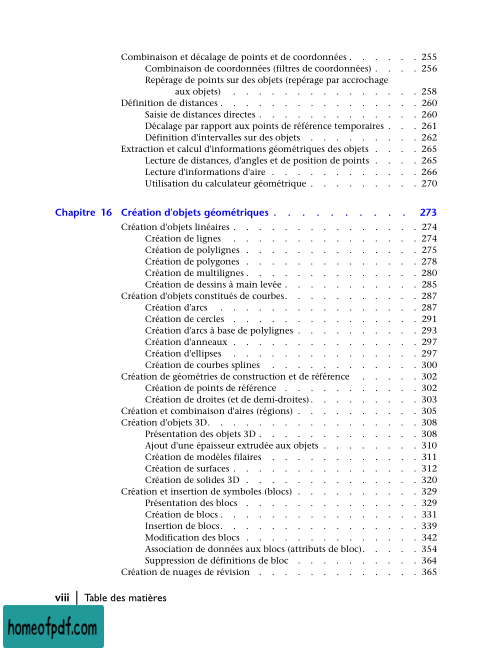 Combinaison et décalage de points et de coordonnées . . . . . . 255
Combinaison de coordonnées (filtres de coordonnées) . . . . 256
Repérage de points sur des objets (repérage par accrochage
aux objets) . . . . . . . . . . . . . . . 258
Définition de distances . . . . . . . . . . . . . . . . 260
Saisie de distances directes . . . . . . . . . . . . . 260
Décalage par rapport aux points de référence temporaires . . . 261
Définition d'intervalles sur des objets . . . . . . . . . 262
Extraction et calcul d'informations géométriques des objets . . . . 265
Lecture de distances, d'angles et de position de points . . . . 265
Lecture d'informations d'aire . . . . . . . . . . . . 266
Utilisation du calculateur géométrique . . . . . . . . . 270
Chapitre 16 Création d'objets géométriques . . . . . . . . . . 273
Création d'objets linéaires . . . . . . . . . . . . . . . 274
Création de lignes . . . . . . . . . . . . . . . 274
Création de polylignes . . . . . . . . . . . . . . 275
Création de polygones . . . . . . . . . . . . . . 278
Création de multilignes . . . . . . . . . . . . . . 280
Création de dessins à main levée . . . . . . . . . . . 285
Création d'objets constitués de courbes . . . . . . . . . . . 287
Création d'arcs . . . . . . . . . . . . . . . . 287
Création de cercles . . . . . . . . . . . . . . . 291
Création d'arcs à base de polylignes . . . . . . . . . . 293
Création d'anneaux . . . . . . . . . . . . . . . 297
Création d'ellipses . . . . . . . . . . . . . . . 297
Création de courbes splines . . . . . . . . . . . . 300
Création de géométries de construction et de référence . . . . . 302
Création de points de référence . . . . . . . . . . . 302
Création de droites (et de demi-droites) . . . . . . . . . 303
Création et combinaison d'aires (régions) . . . . . . . . . . 305
Création d'objets 3D . . . . . . . . . . . . . . . . . 308
Présentation des objets 3D . . . . . . . . . . . . . 308
Ajout d'une épaisseur extrudée aux objets . . . . . . . . 310
Création de modèles filaires . . . . . . . . . . . . 311
Création de surfaces . . . . . . . . . . . . . . . 312
Création de solides 3D . . . . . . . . . . . . . . 320
Création et insertion de symboles (blocs) . . . . . . . . . . 329
Présentation des blocs . . . . . . . . . . . . . . 329
Création de blocs . . . . . . . . . . . . . . . . 331
Insertion de blocs . . . . . . . . . . . . . . . . 339
Modification des blocs . . . . . . . . . . . . . . 342
Association de données aux blocs (attributs de bloc) . . . . . 354
Suppression de définitions de bloc . . . . . . . . . . 364
Création de nuages de révision . . . . . . . . . . . . . 365
viii | Table des matières
homeofpdf.com